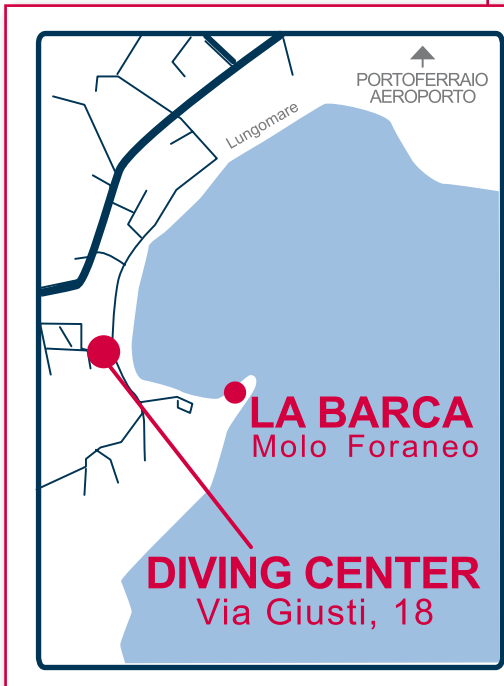 PORTOFERRAIO
AEROPORTO
Lungomare
LA BARCA
Molo Foraneo
DIVING CENTER
Via Giusti, 18